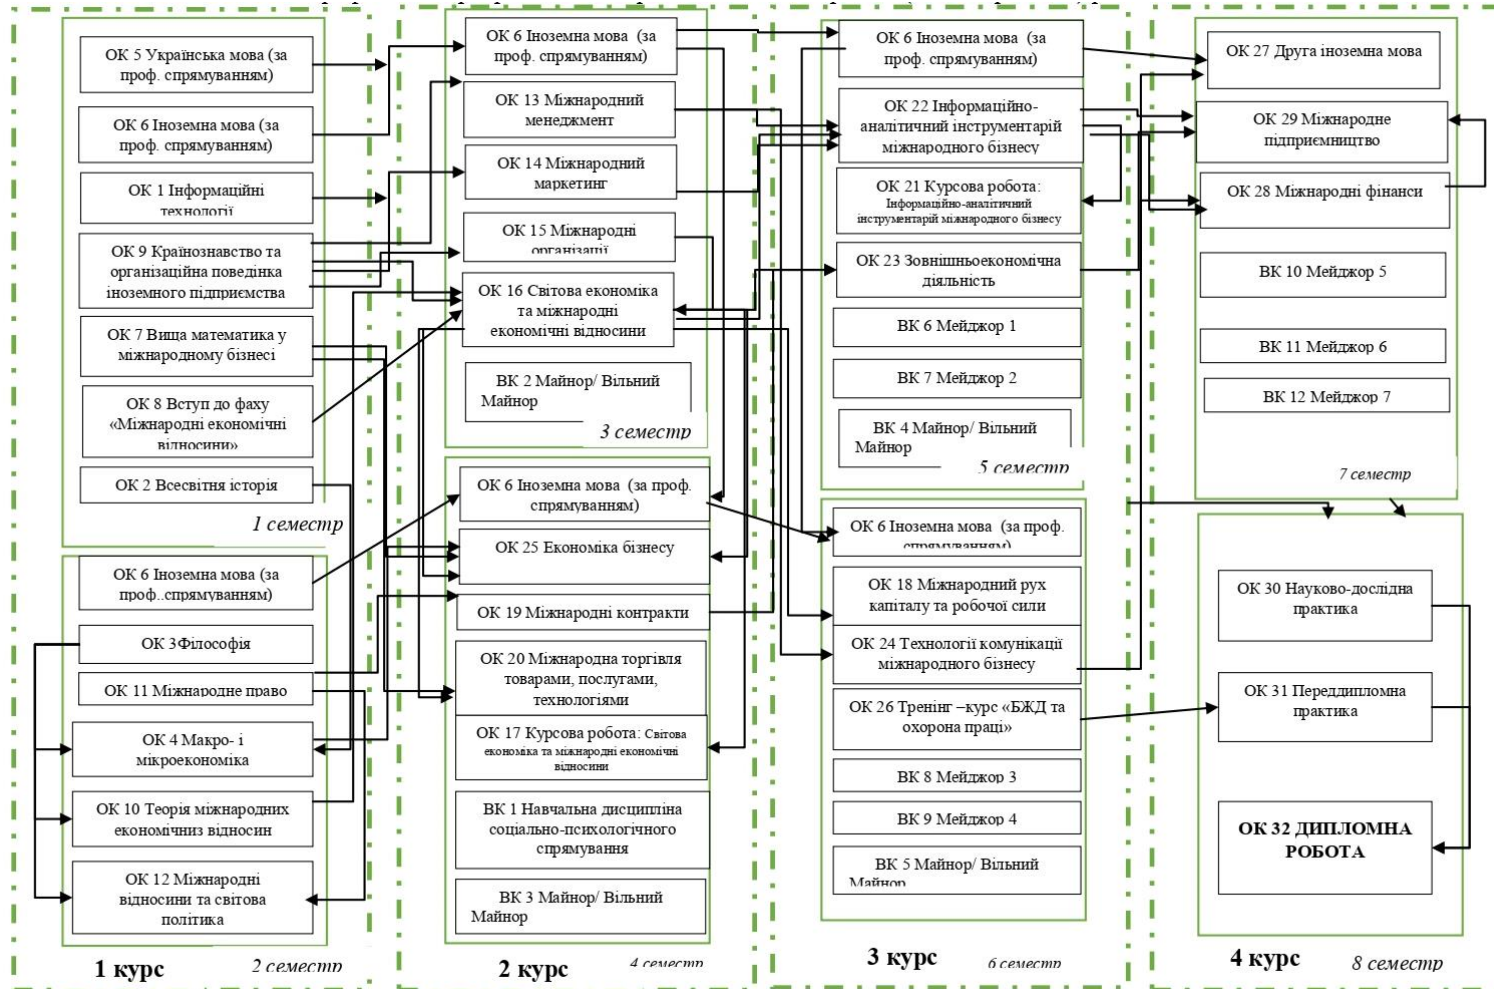 ОК 5 Українська мова (за
проф. спрямуванням)
ОК 6 Іноземна мова (за
проф. спрямуванням)
ОК 1 Інформаційні
технології
ОК 9 Країнознавство та
організаційна поведінка
іноземного підприємства
ОК 7 Вища математика у
міжнародному бізнесі
ОК 8 Вступ до фаху
«Міжнародні економічні
відносини»
ОК 2 Всесвітня історія
1 семестр
ОК 6 Іноземна мова (за
проф..спрямуванням)
ОК 3Філософія
ОК 11 Міжнародне право
ОК 4 Макро- і
мікроекономіка
ОК 10 Теорія міжнародних
економічниз відносин
ОК 12 Міжнародні
відносини та світова
політика
1 курс
2 семестр
ОК 6 Іноземна мова (за
проф. спрямуванням)
ОК 13 Міжнародний
менеджмент
ОК 14 Міжнародний
маркетинг
ОК 15 Міжнародні
організації
ОК 16 Світова економіка
та міжнародні
економічні відносини
ВК 2 Майнор/ Вільний
Майнор
3 семестр
ОК 6 Іноземна мова (за проф.
спрямуванням)
ОК 25 Економіка бізнесу
ОК 19 Міжнародні контракти
ОК 20 Міжнародна торгівля
товарами, послугами,
технологіями
ОК 17 Курсова робота: Світова
економіка та міжнародні економічні
відносини
ВК 1 Навчальна дисципліна
соціально-психологічного
спрямування
ВК 3 Майнор/ Вільний
Майнор
2 курс
4 семестр
ОК 6 Іноземна мова (за
проф. спрямуванням)
ОК 22 Інформаційно-
аналітичний інструментарій
міжнародного бізнесу
ОК 21 Курсова робота:
Інформаційно-аналітичний
інструментарій міжнародного бізнесу
ОК 23 Зовнішньоекономічна
діяльність
ВК 6 Мейджор 1
ВК 7 Мейджор 2
ВК 4 Майнор/ Вільний
Майнор
5 семестр
ОК 6 Іноземна мова (за проф.
спрямуванням)
ОК 18 Міжнародний рух
капіталу та робочої сили
ОК 24 Технології комунікації
міжнародного бізнесу
ОК 26 Тренінг –курс «БЖД та
охорона праці»
ВК 8 Мейджор 3
ВК 9 Мейджор 4
ВК 5 Майнор/ Вільний
Майнор
3 курс
6 семестр
ОК 27 Друга іноземна мова
ОК 29 Міжнародне
підприємництво
ОК 28 Міжнародні фінанси
ВК 10 Мейджор 5
ВК 11 Мейджор 6
ВК 12 Мейджор 7
7 семестр
ОК 30 Науково-дослідна
практика
ОК 31 Переддипломна
практика
ОК 32 ДИПЛОМНА
РОБОТА
4 курс
8 семестр